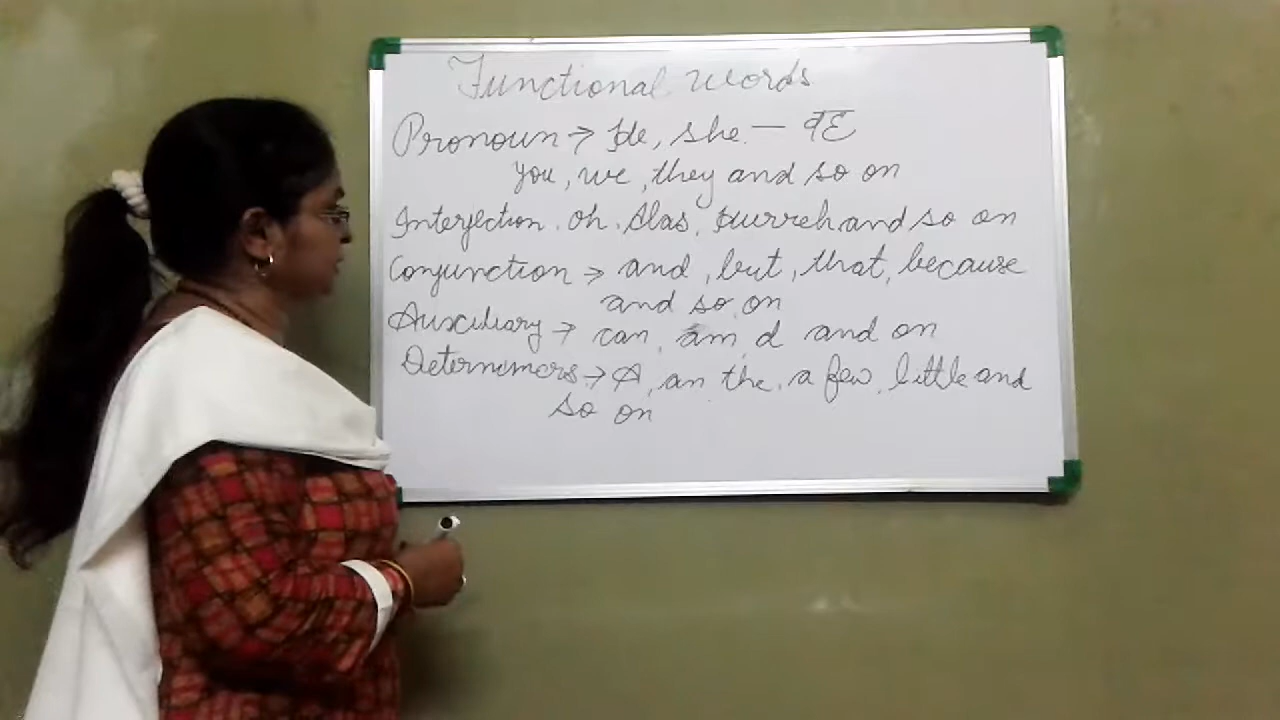 Functional words
Pronoun → He, she. — वह
you, we, they and so on
Interjection. Oh. Alas, Hurreh and so on
Conjunction → and, but, that, because
and so on
Auxiliary → can, am d and on
Determiners → A, an the, a few, little and
so on